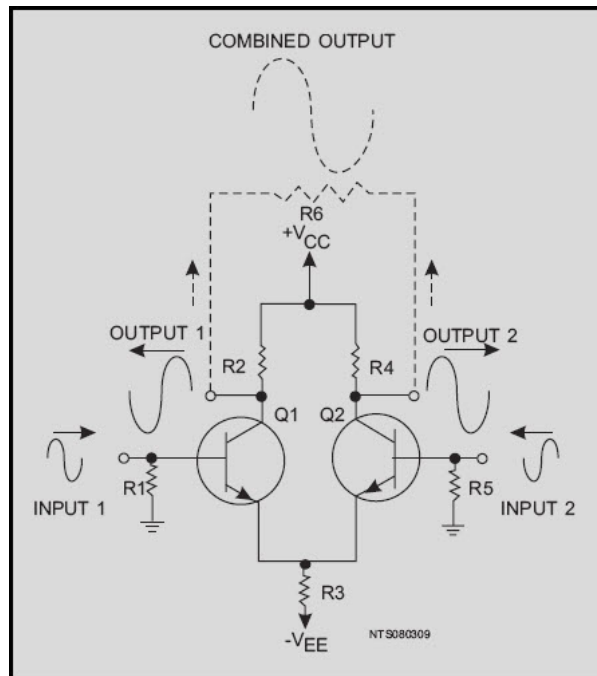 COMBINED OUTPUT
R6
+VCC
OUTPUT 1
OUTPUT 2
R2
R4
Q1
Q2
R1
R5
INPUT 1
INPUT 2
R3
-VEE
NTS080309